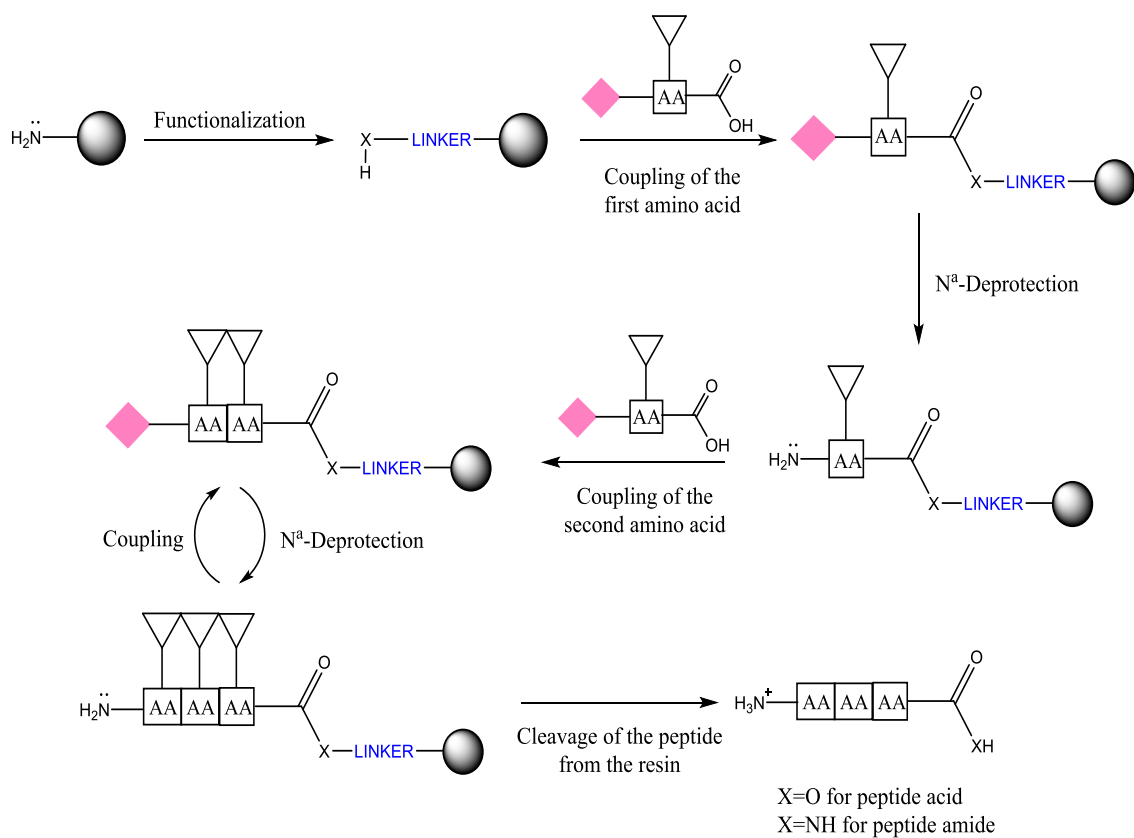 H₂N̈
Functionalization
X
H
LINKER
AA
O
OH
Coupling of the
first amino acid
AA
O
X
LINKER
Nᵃ-Deprotection
H₂N̈
AA
O
X
LINKER
AA
O
OH
Coupling of the
second amino acid
AA AA
O
X
LINKER
Coupling
Nᵃ-Deprotection
H₂N̈
AA AA AA
O
X
LINKER
Cleavage of the peptide
from the resin
H₃N⁺
AA AA AA
O
XH
X=O for peptide acid
X=NH for peptide amide